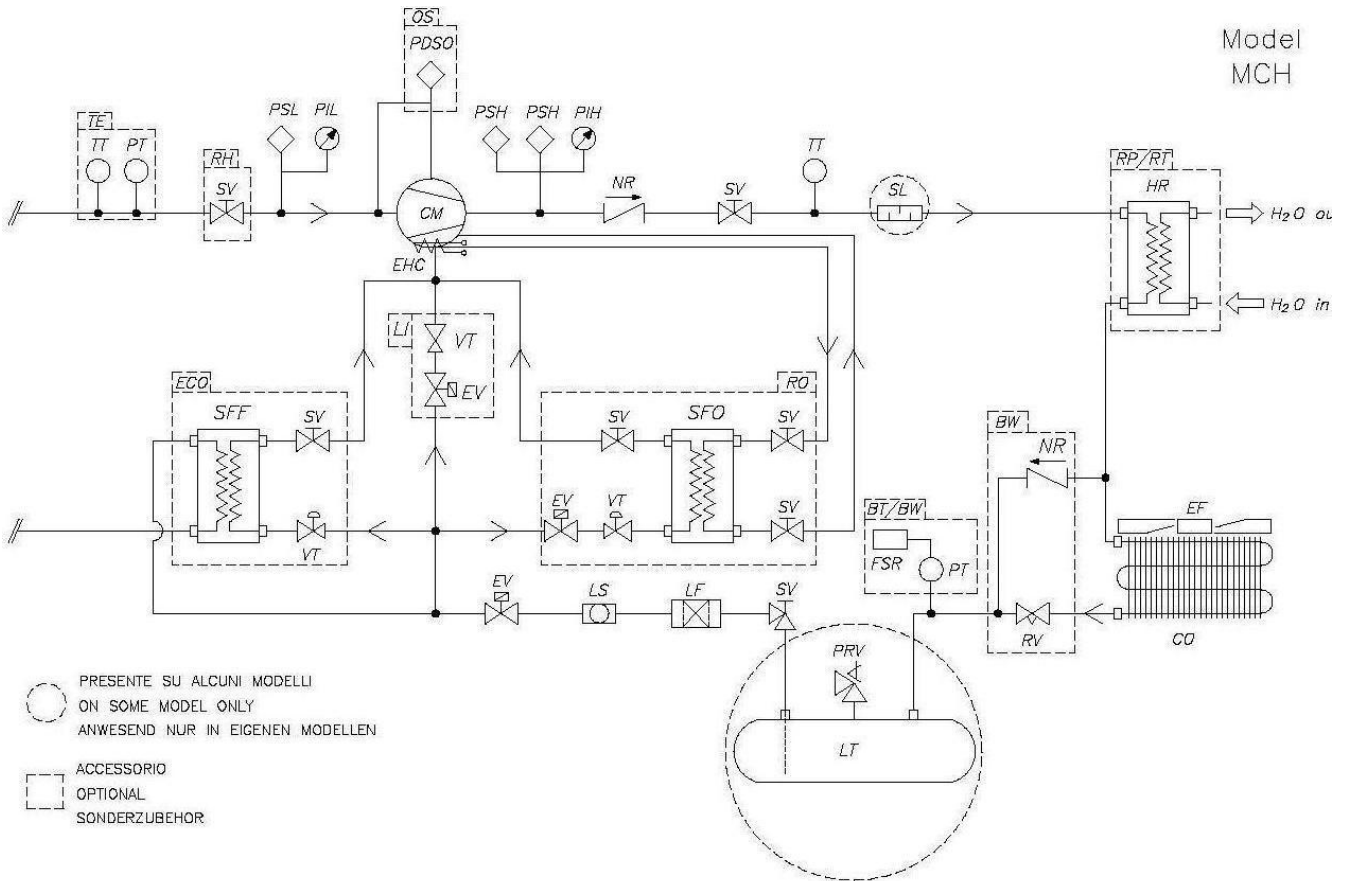 Model
MCH
OS
PDSO
TE
TT PT
RH
SV
PSL PIL
PSH PSH PIH
NR
SV
TT
SL
RP/RT
HR
H₂O ou
H₂O in
CM
EHC
LI
VT
EV
ECO
SFF
SV
VT
RO
SV
SFO
SV
EV VT
SV
BW
NR
BT/BW
FSR
PT
EF
RV
CO
EV
LS
LF
SV
PRV
LT
PRESENTE SU ALCUNI MODELLI
ON SOME MODEL ONLY
ANWESEND NUR IN EIGENEN MODELLEN
ACCESSORIO
OPTIONAL
SONDERZUBEHOR